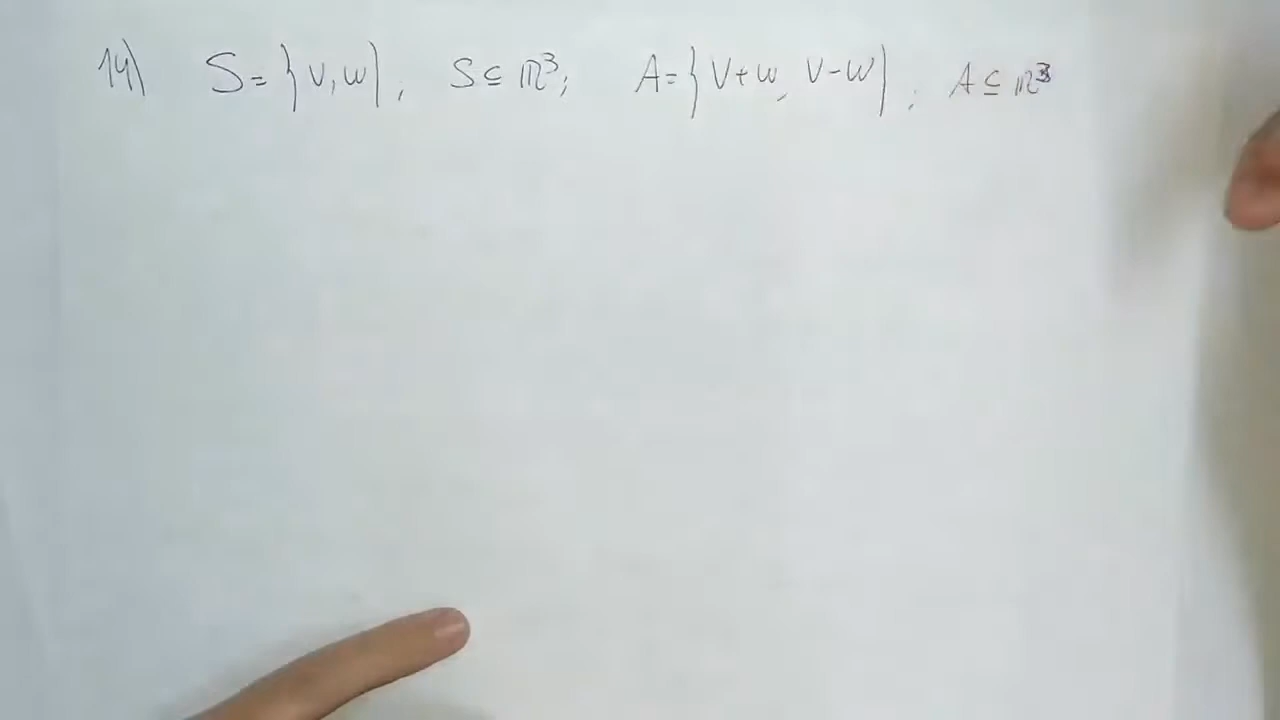 14) S = {v, w}, S ⊆ ℝ³; A = {v+w, v-w}; A ⊆ ℝ³